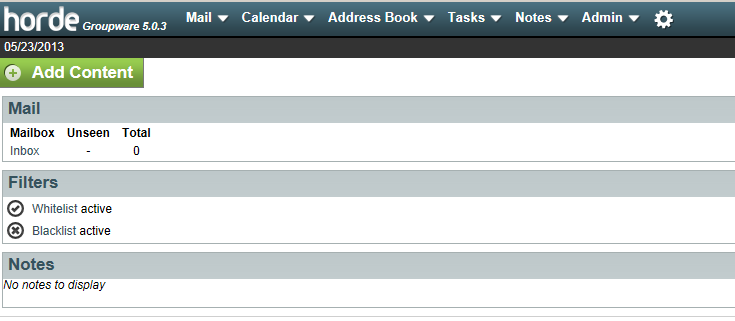 horde Groupware 5.0.3 Mail Calendar Address Book Tasks Notes Admin
05/23/2013
Add Content
Mail
Mailbox Unseen Total
Inbox - 0
Filters
Whitelist active
Blacklist active
Notes
No notes to display